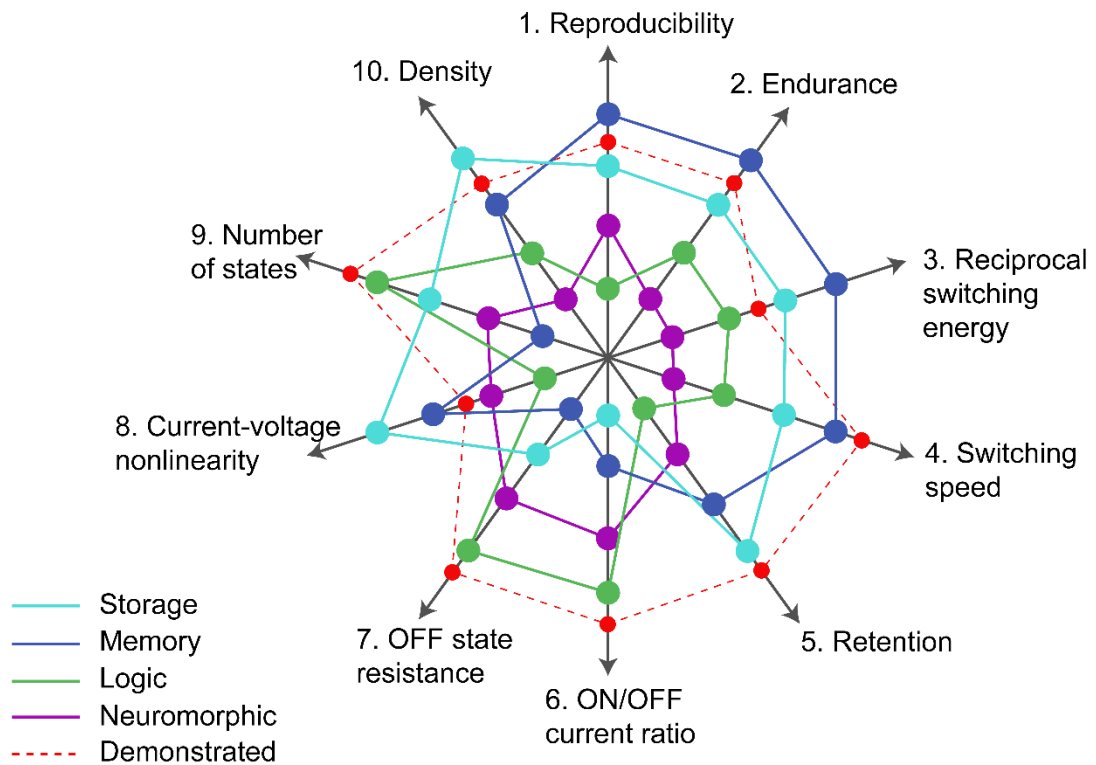 1. Reproducibility
10. Density
2. Endurance
9. Number
of states
3. Reciprocal
switching
energy
8. Current-voltage
nonlinearity
4. Switching
speed
7. OFF state
resistance
5. Retention
6. ON/OFF
current ratio
Storage
Memory
Logic
Neuromorphic
Demonstrated